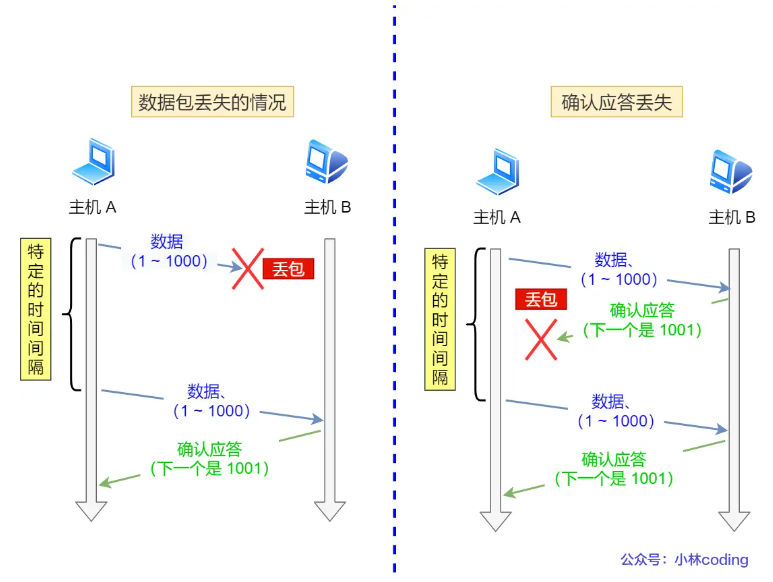 数据包丢失的情况
主机 A
主机 B
特定的时间间隔
数据
（1 ~ 1000）
丢包
数据、
（1 ~ 1000）
确认应答
（下一个是 1001）
确认应答丢失
主机 A
主机 B
特定的时间间隔
数据、
（1 ~ 1000）
丢包
确认应答
（下一个是 1001）
数据、
（1 ~ 1000）
确认应答
（下一个是 1001）
公众号：小林coding